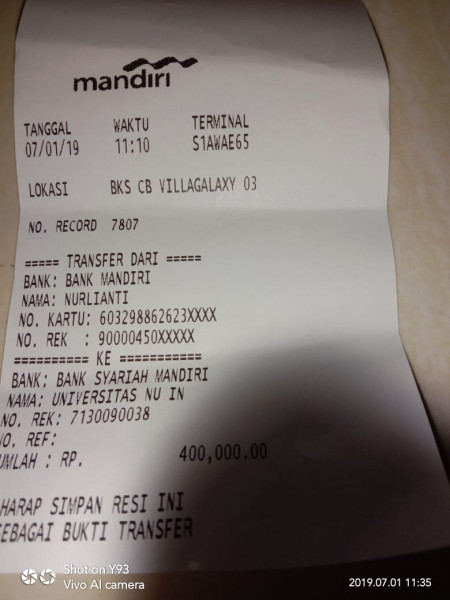 mandırı
TANGGAL WAKTU TERMINAL
07/01/19 11:10 S1AWAE65
LOKASI BKS CB VILLAGALAXY 03
NO. RECORD 7807
===== TRANSFER DARI =====
BANK: BANK MANDIRI
NAMA: NURLIANTI
NO. KARTU: 603298862623XXXX
NO. REK : 90000450XXXXX
========== KE ===========
BANK: BANK SYARIAH MANDIRI
NAMA: UNIVERSITAS NU IN
NO. REK: 7130090038
NO. REF:
UMLAH : RP. 400,000.00
HARAP SIMPAN RESI INI
SEBAGAI BUKTI TRANSFER
Shot on Y93
Vivo AI camera
2019.07.01 11:35